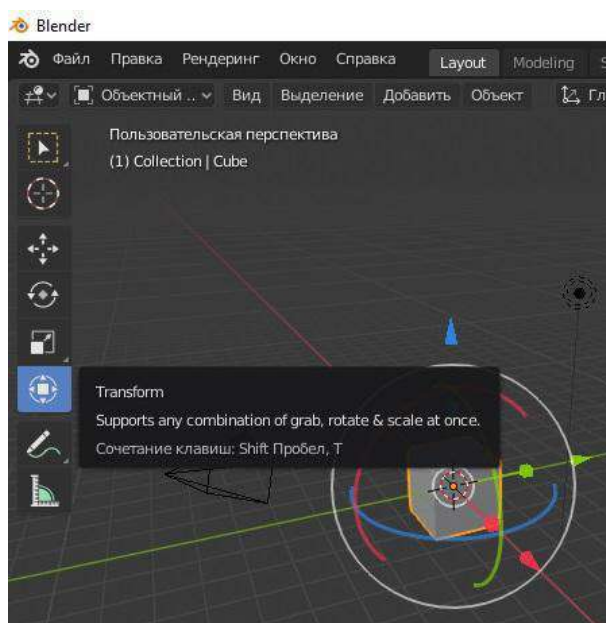 Blender
Файл Правка Рендеринг Окно Справка Layout Modeling S
Объектный .. Вид Выделение Добавить Объект Гл
Пользовательская перспектива
(1) Collection | Cube
Transform
Supports any combination of grab, rotate & scale at once.
Сочетание клавиш: Shift Пробел, T